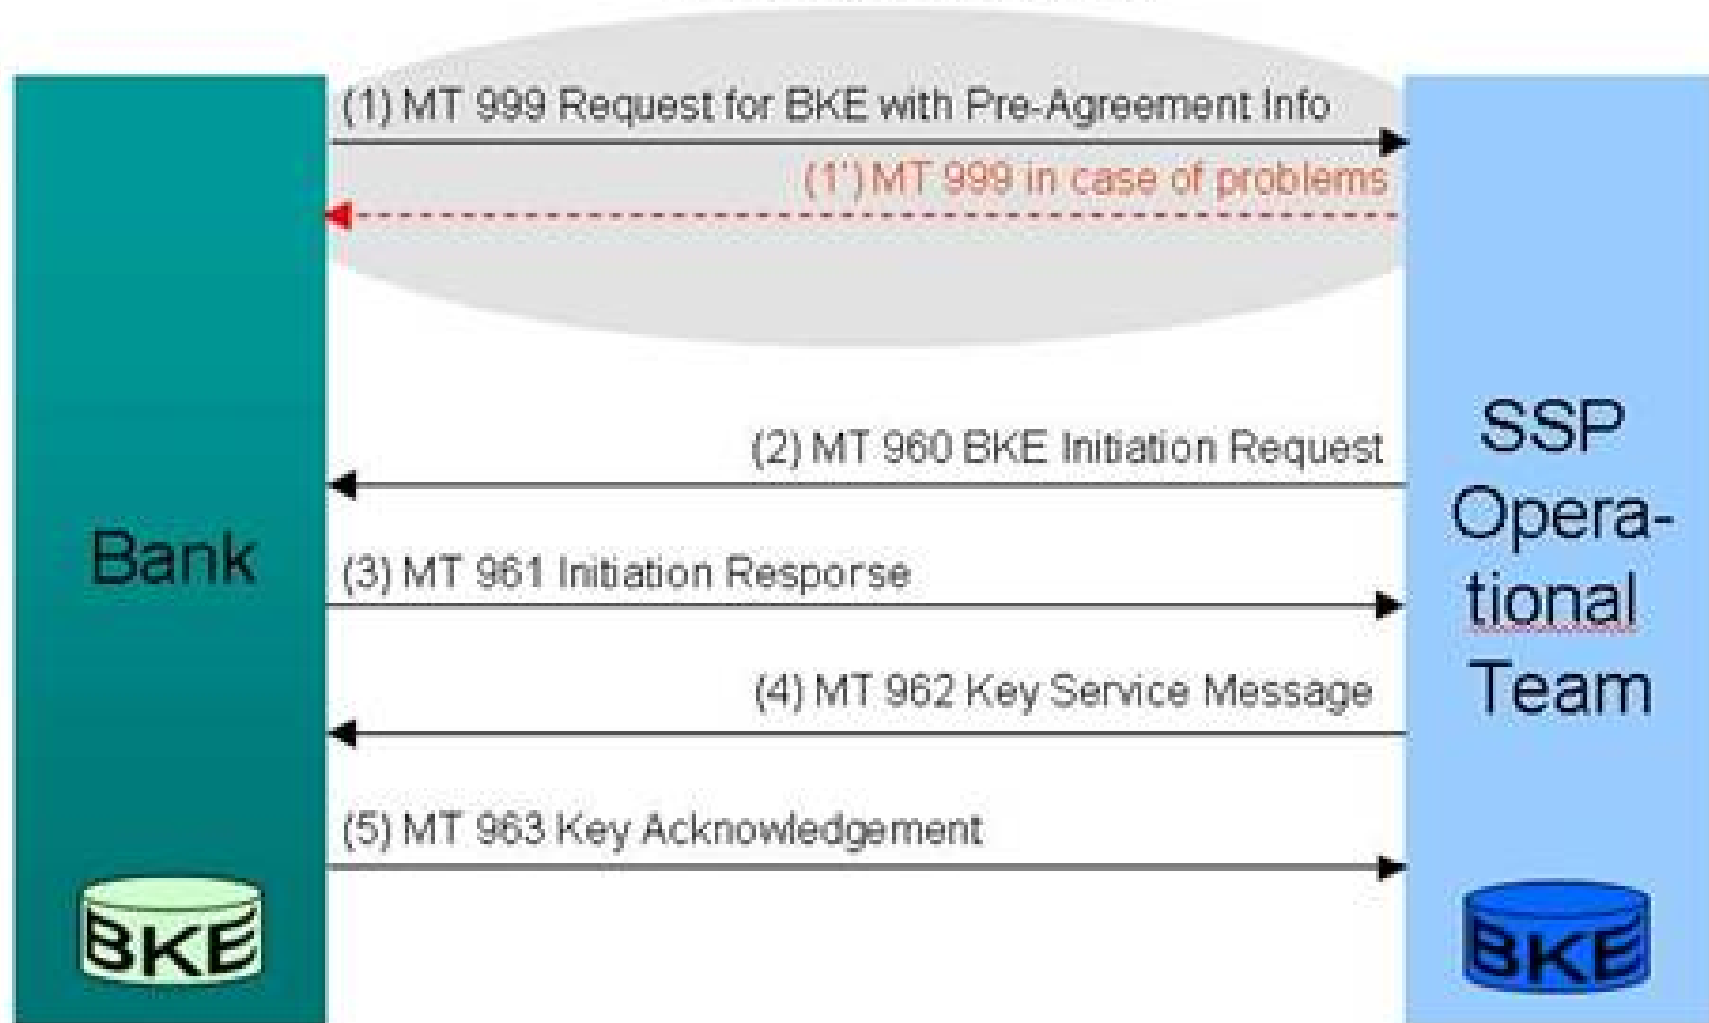 (1) MT 999 Request for BKE with Pre-Agreement Info
(1') MT 999 in case of problems
(2) MT 960 BKE Initiation Request
(3) MT 961 Initiation Response
(4) MT 962 Key Service Message
(5) MT 963 Key Acknowledgement
Bank
BKE
SSP
Opera-
tional
Team
BKE